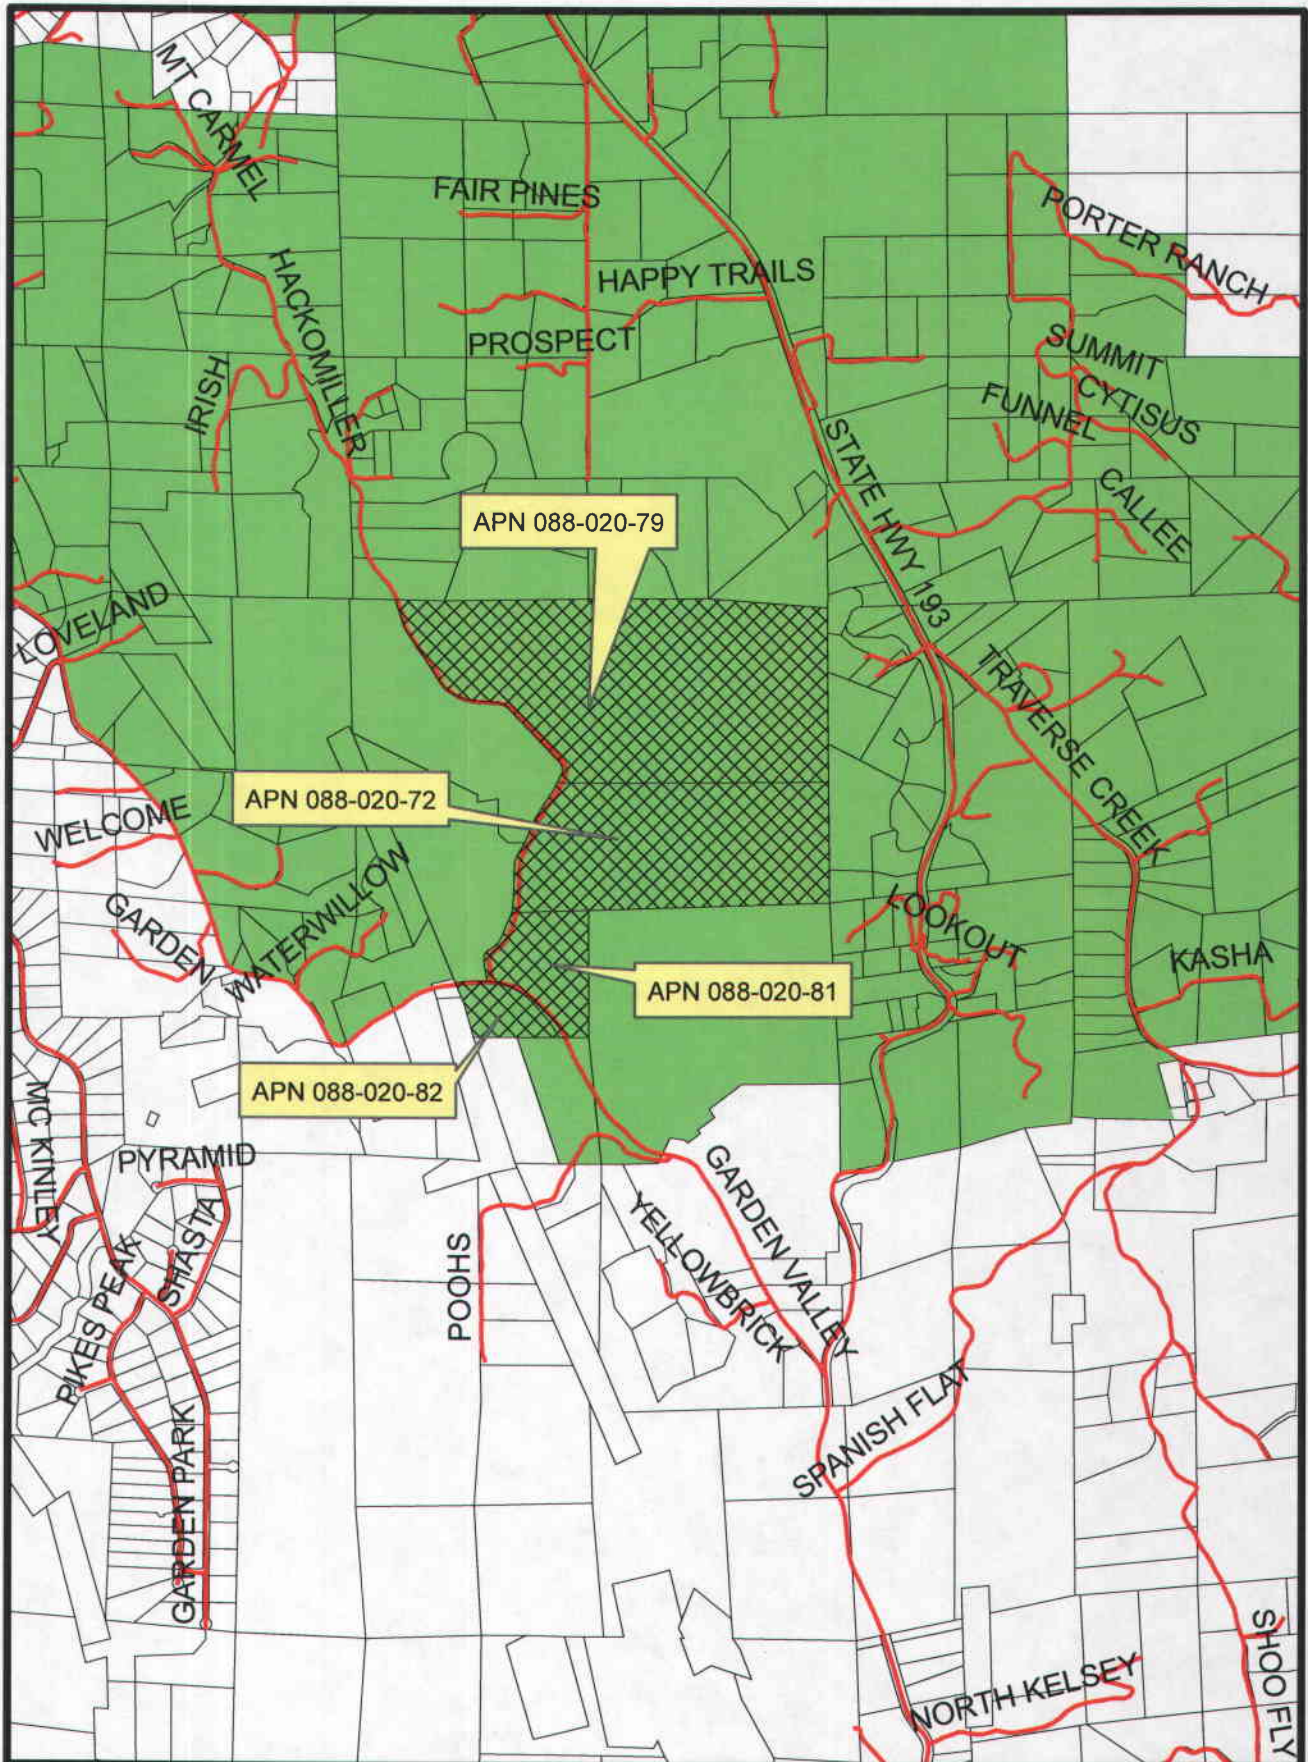 MT CARMEL
FAIR PINES
PORTER RANCH
HACKOMILLER
HAPPY TRAILS
PROSPECT
SUMMIT
IRISH
CYTISUS
FUNNEL
STATE HWY 193
CALLEE
APN 088-020-79
LOVELAND
TRAVERSE CREEK
APN 088-020-72
WELCOME
WATERWILLOW
GARDEN
LOOKOUT
KASHA
APN 088-020-81
APN 088-020-82
MC KINLEY
PYRAMID
GARDEN VALLEY
SHASTA
YELLOWBRICK
POOHS
PIKES PEAK
SPANISH FLAT
GARDEN PARK
SHOO FLY
NORTH KELSEY